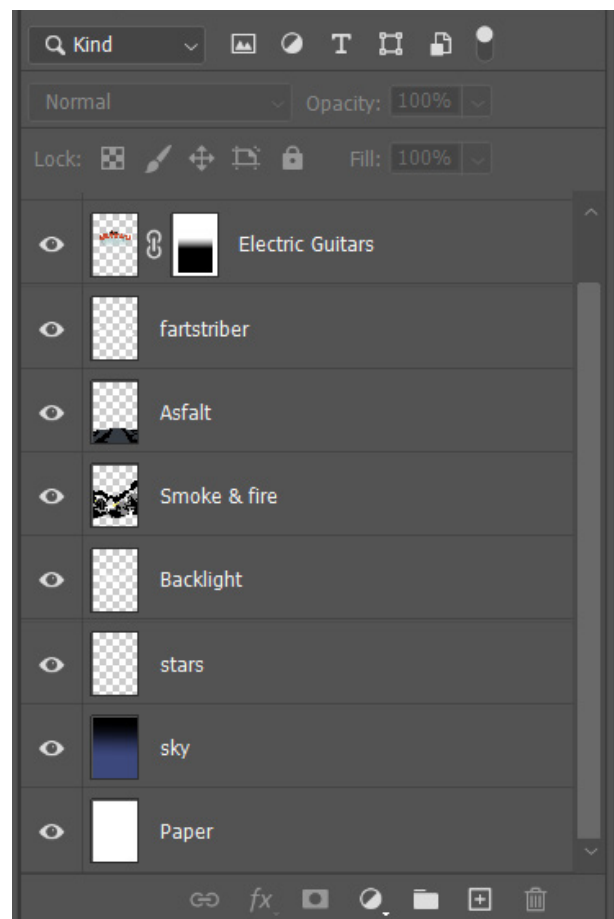 Kind
Normal Opacity: 100%
Lock: Fill: 100%
Electric Guitars
fartstriber
Asfalt
Smoke & fire
Backlight
stars
sky
Paper
fx